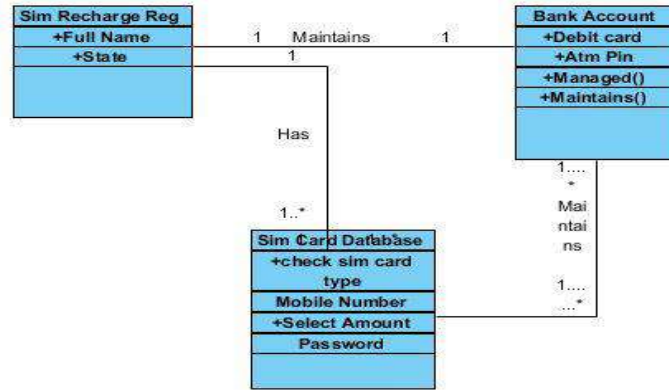 Sim Recharge Reg
+Full Name
+State
1 Maintains 1
1
Bank Account
+Debit card
+Atm Pin
+Managed()
+Maintains()
Has
1..*
1....
*
Mai
ntai
ns
1....
...*
Sim Card Database
+check sim card
type
Mobile Number
+Select Amount
Password